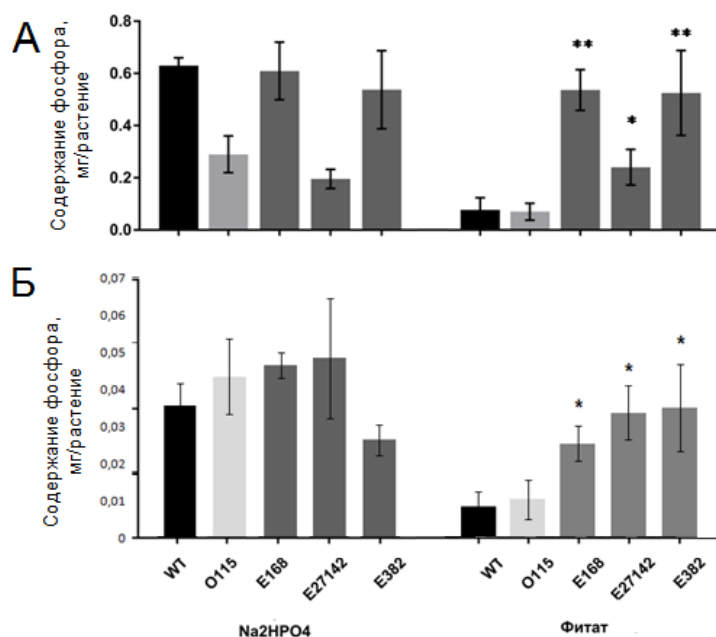 А
Содержание фосфора,
мг/растение
0.8
0.6
0.4
0.2
0.0
** * **
Б
Содержание фосфора,
мг/растение
0,07
0,05
0,04
0,03
0,02
0,01
0
* * *
WT O115 E168 E27142 E382 WT O115 E168 E27142 E382
Na2HPO4 Фитат